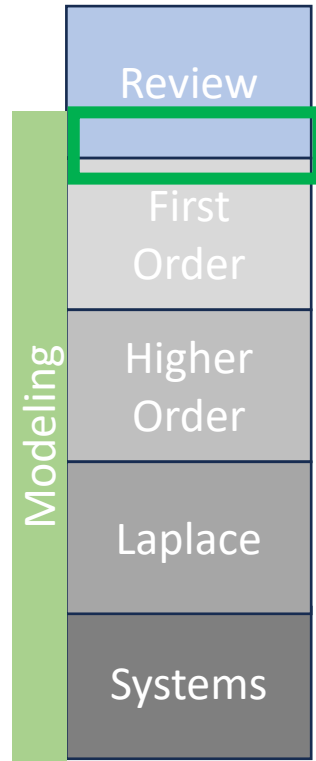 Review
First
Order
Higher
Order
Laplace
Systems
Modeling